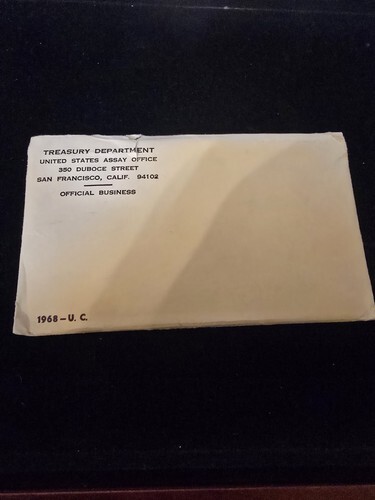 TREASURY DEPARTMENT
UNITED STATES ASSAY OFFICE
350 DUBOCE STREET
SAN FRANCISCO, CALIF. 94102
OFFICIAL BUSINESS
1968 – U. C.